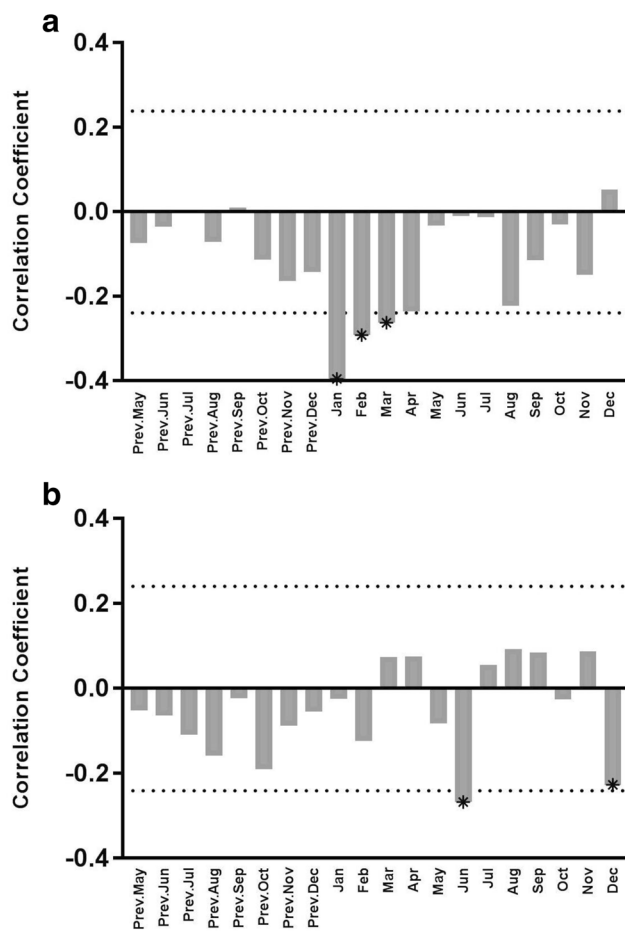 a
Correlation Coefficient
0.4
0.2
0.0
-0.2
-0.4
*
*
*
Prev.May
Prev.Jun
Prev.Jul
Prev.Aug
Prev.Sep
Prev.Oct
Prev.Nov
Prev.Dec
Jan
Feb
Mar
Apr
May
Jun
Jul
Aug
Sep
Oct
Nov
Dec
b
Correlation Coefficient
0.4
0.2
0.0
-0.2
-0.4
*
*
Prev.May
Prev.Jun
Prev.Jul
Prev.Aug
Prev.Sep
Prev.Oct
Prev.Nov
Prev.Dec
Jan
Feb
Mar
Apr
May
Jun
Jul
Aug
Sep
Oct
Nov
Dec